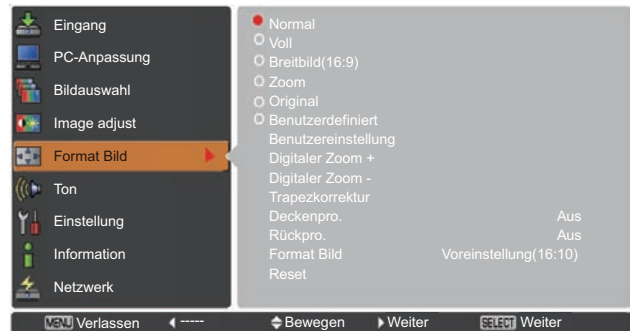 Eingang
PC-Anpassung
Bildauswahl
Image adjust
Format Bild
Ton
Einstellung
Information
Netzwerk
Normal
Voll
Breitbild(16:9)
Zoom
Original
Benutzerdefiniert
Benutzereinstellung
Digitaler Zoom +
Digitaler Zoom -
Trapezkorrektur
Deckenpro. Aus
Rückpro. Aus
Format Bild Voreinstellung(16:10)
Reset
MENU Verlassen ----- Bewegen Weiter SELECT Weiter